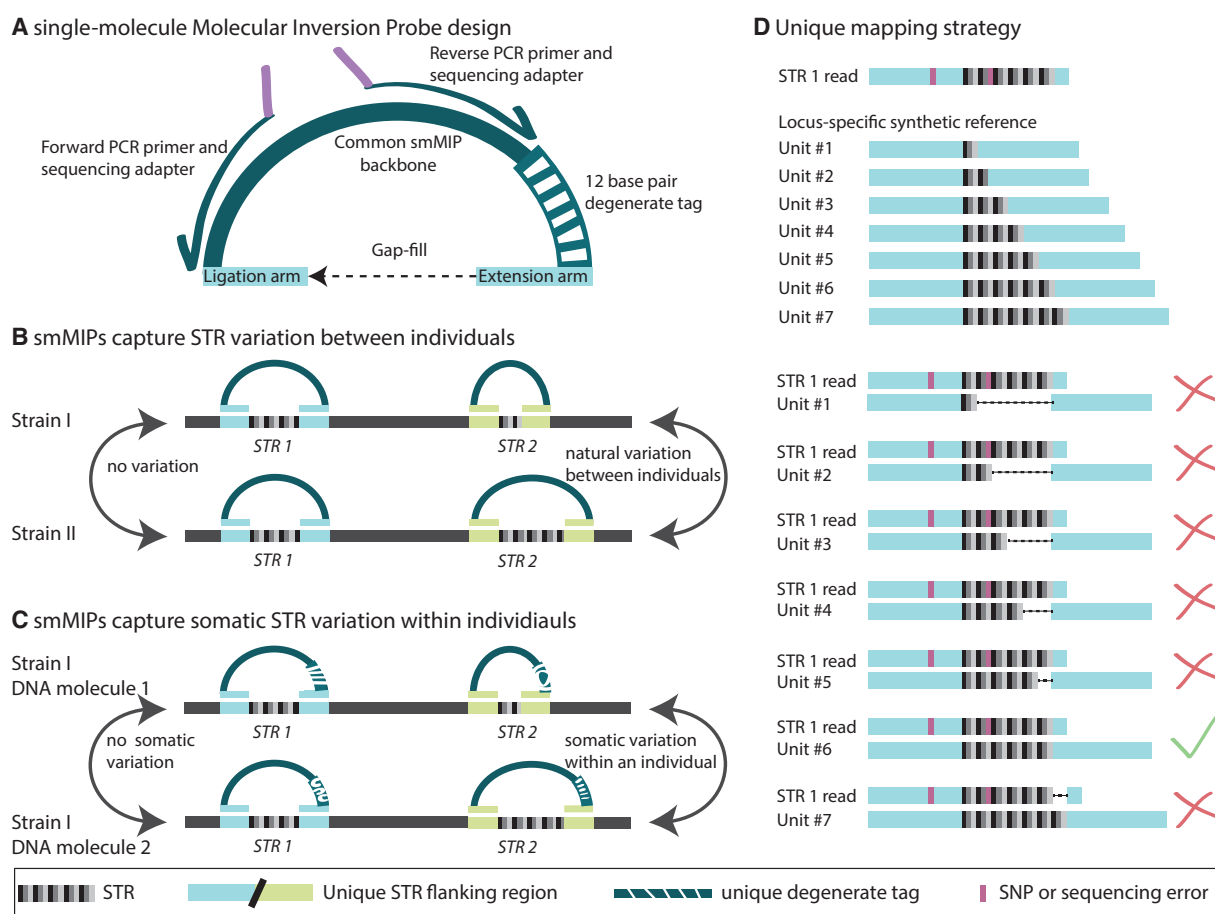 A single-molecule Molecular Inversion Probe design
Reverse PCR primer and
sequencing adapter
Forward PCR primer and
sequencing adapter
Common smMIP
backbone
12 base pair
degenerate tag
Gap-fill
Ligation arm
Extension arm
B smMIPs capture STR variation between individuals
Strain I
STR 1
STR 2
no variation
natural variation
between individuals
Strain II
STR 1
STR 2
C smMIPs capture somatic STR variation within individiauls
Strain I
DNA molecule 1
STR 1
STR 2
no somatic
variation
somatic variation
within an individual
Strain I
DNA molecule 2
STR 1
STR 2
D Unique mapping strategy
STR 1 read
Locus-specific synthetic reference
Unit #1
Unit #2
Unit #3
Unit #4
Unit #5
Unit #6
Unit #7
STR 1 read
Unit #1
STR 1 read
Unit #2
STR 1 read
Unit #3
STR 1 read
Unit #4
STR 1 read
Unit #5
STR 1 read
Unit #6
STR 1 read
Unit #7
STR
Unique STR flanking region
unique degenerate tag
SNP or sequencing error